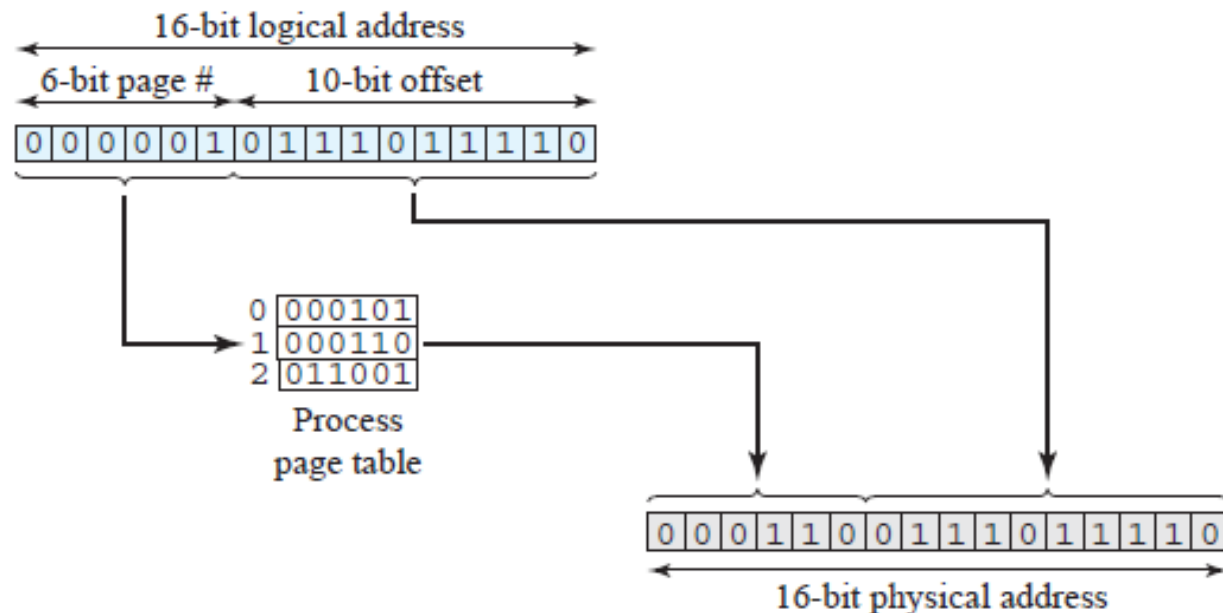 16-bit logical address
6-bit page # 10-bit offset
0 0 0 0 0 1 0 1 1 1 0 1 1 1 1 0
0 000101
1 000110
2 011001
Process
page table
0 0 0 1 1 0 0 1 1 1 0 1 1 1 1 0
16-bit physical address